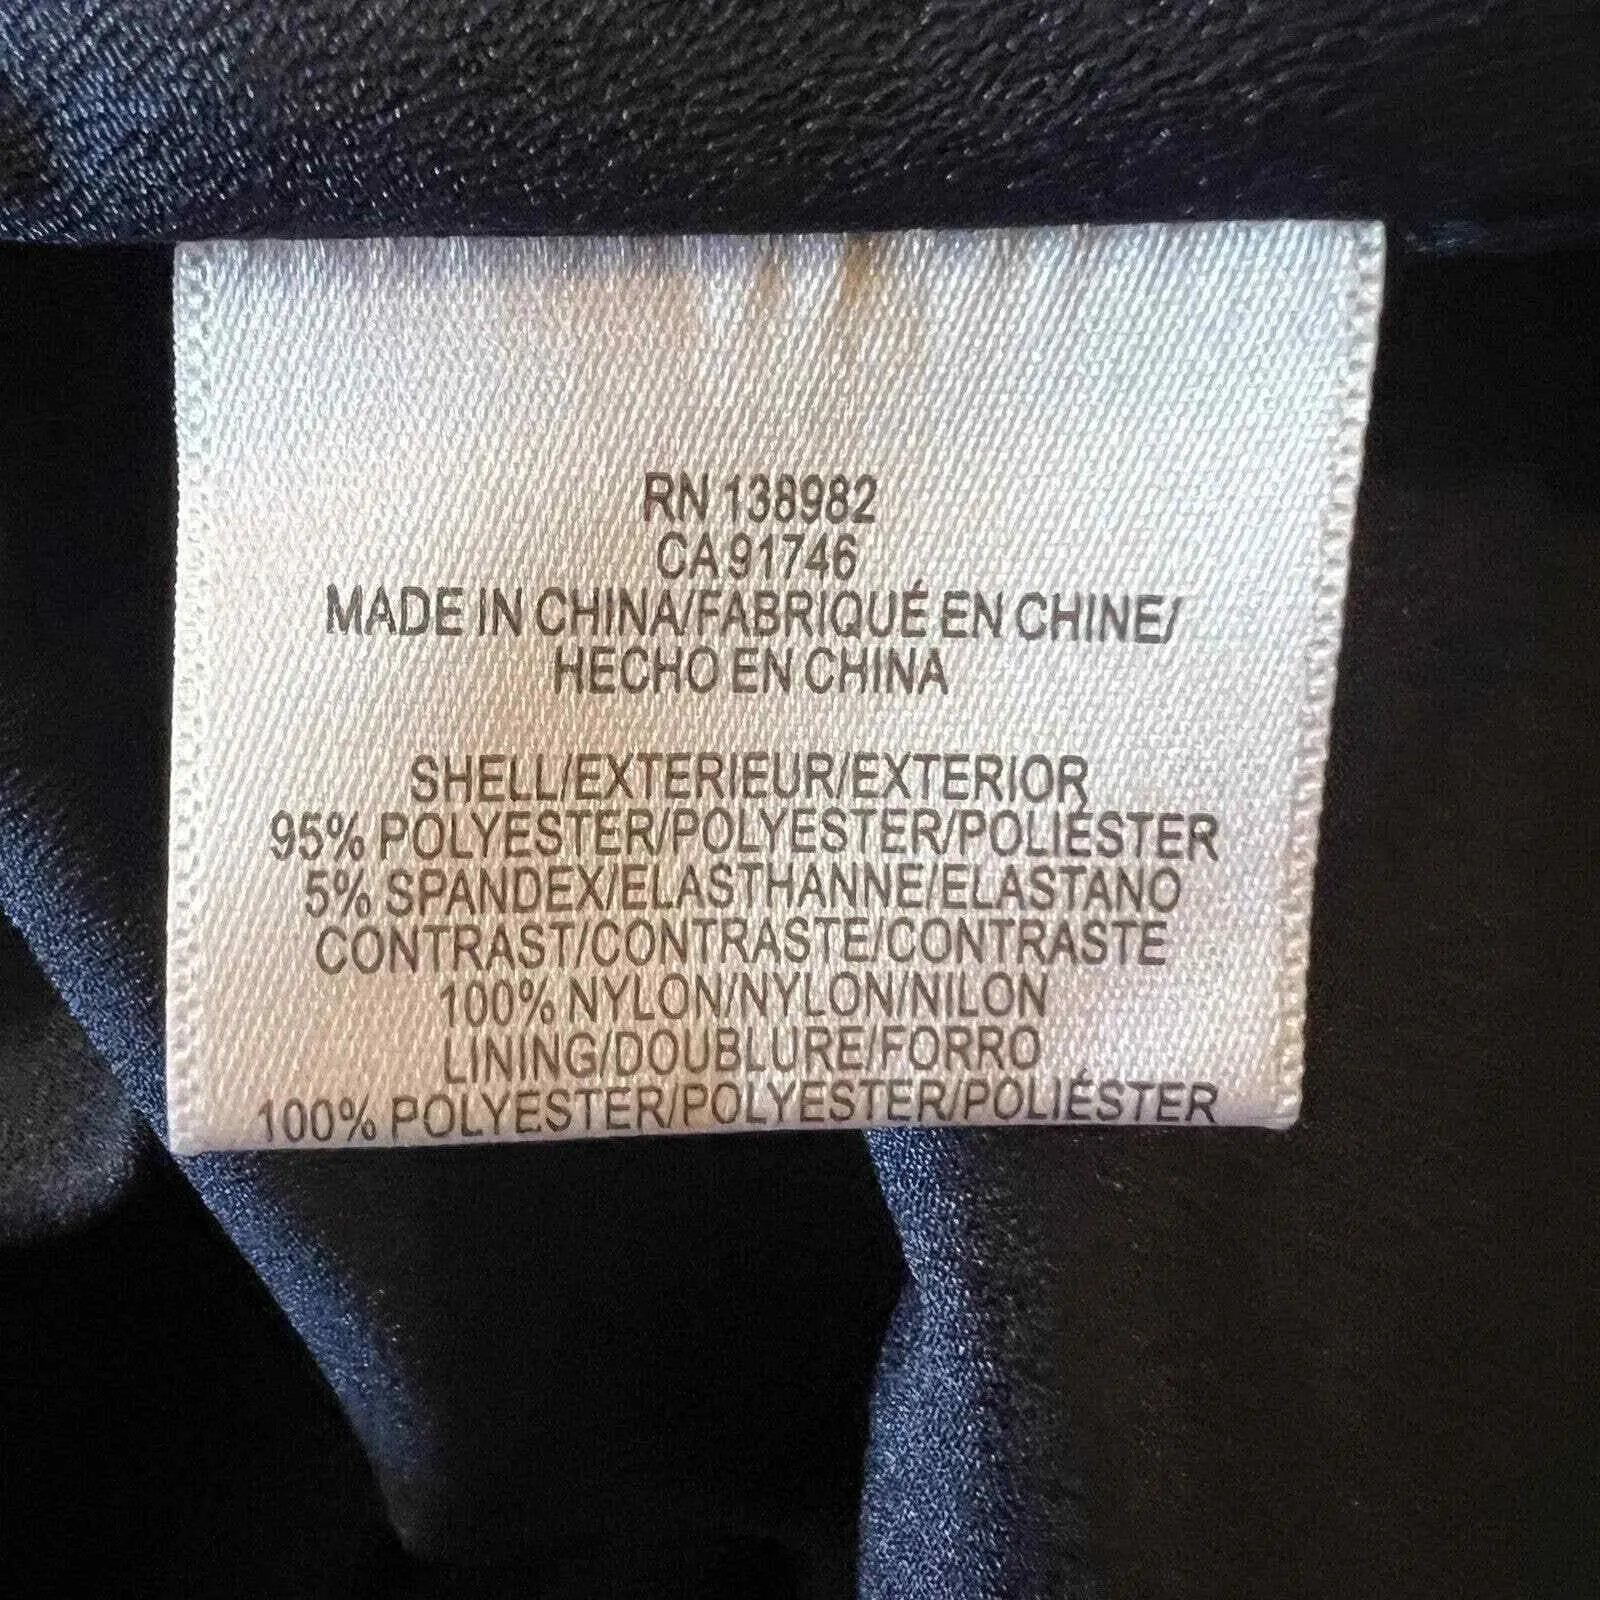 RN 138982
CA 91746
MADE IN CHINA/FABRIQUÉ EN CHINE/
HECHO EN CHINA
SHELL/EXTERIEUR/EXTERIOR
95% POLYESTER/POLYESTER/POLIÉSTER
5% SPANDEX/ELASTHANNE/ELASTANO
CONTRAST/CONTRASTE/CONTRASTE
100% NYLON/NYLON/NILON
LINING/DOUBLURE/FORRO
100% POLYESTER/POLYESTER/POLIÉSTER